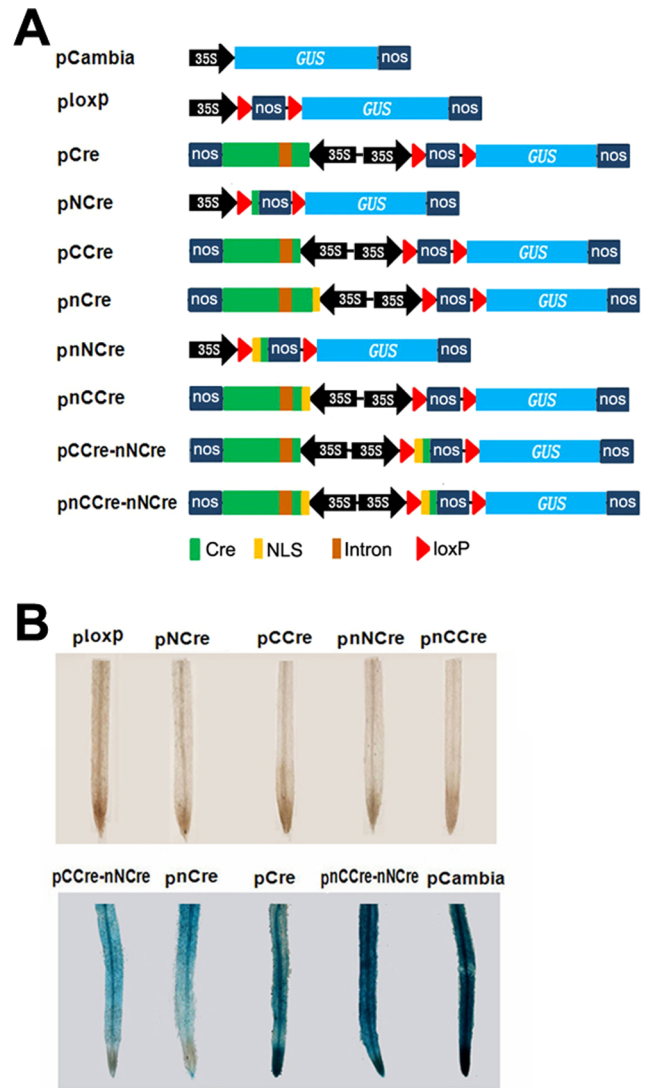 A
pCambia 35S GUS nos
ploxp 35S nos GUS nos
pCre nos 35S 35S nos GUS nos
pNCre 35S nos GUS nos
pCCre nos 35S 35S nos GUS nos
pnCre nos 35S 35S nos GUS nos
pnNCre 35S nos GUS nos
pnCCre nos 35S 35S nos GUS nos
pCCre-nNCre nos 35S 35S nos GUS nos
pnCCre-nNCre nos 35S 35S nos GUS nos
Cre NLS Intron loxP
B
ploxp pNCre pCCre pnNCre pnCCre
pCCre-nNCre pnCre pCre pnCCre-nNCre pCambia